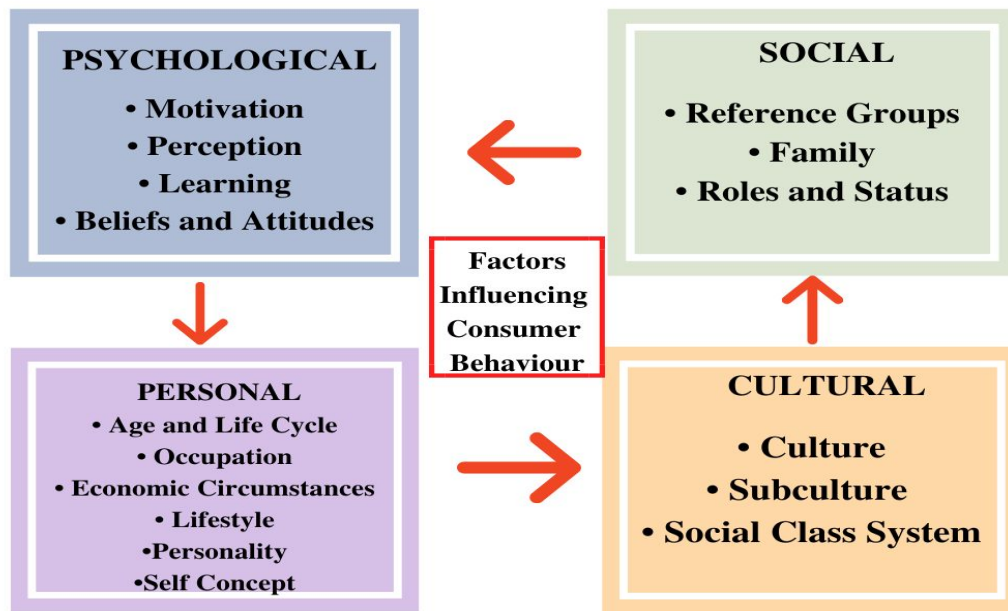 PSYCHOLOGICAL
• Motivation
• Perception
• Learning
• Beliefs and Attitudes
SOCIAL
• Reference Groups
• Family
• Roles and Status
Factors
Influencing
Consumer
Behaviour
PERSONAL
• Age and Life Cycle
• Occupation
• Economic Circumstances
• Lifestyle
•Personality
•Self Concept
CULTURAL
• Culture
• Subculture
• Social Class System